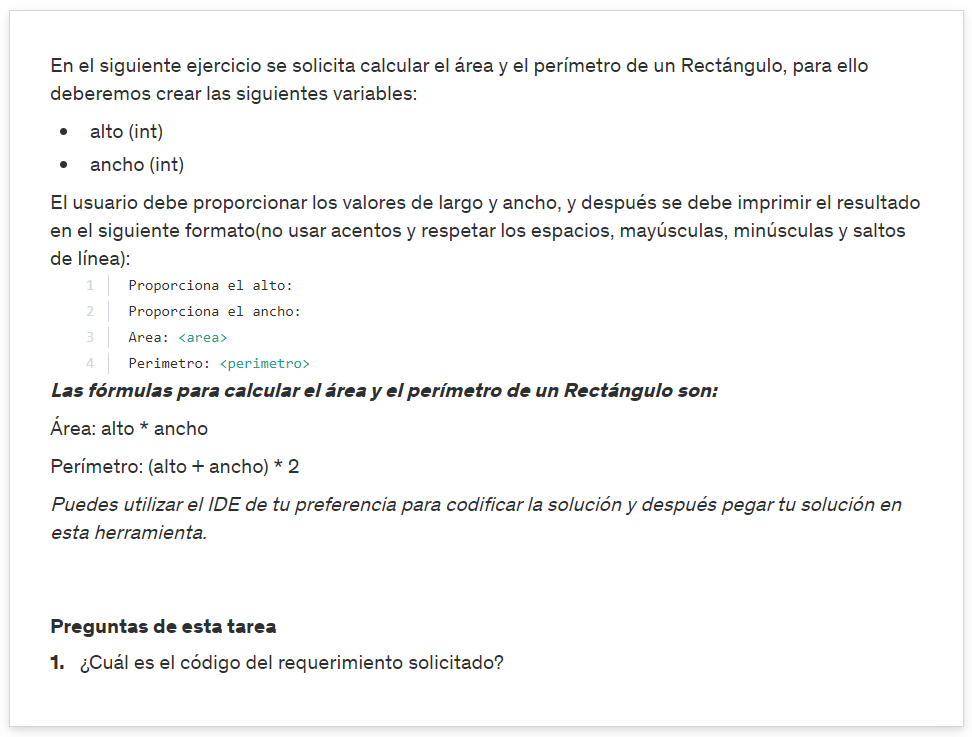 En el siguiente ejercicio se solicita calcular el área y el perímetro de un Rectángulo, para ello
deberemos crear las siguientes variables:
• alto (int)
• ancho (int)
El usuario debe proporcionar los valores de largo y ancho, y después se debe imprimir el resultado
en el siguiente formato(no usar acentos y respetar los espacios, mayúsculas, minúsculas y saltos
de línea):
1 Proporciona el alto:
2 Proporciona el ancho:
3 Area: <area>
4 Perimetro: <perimetro>
Las fórmulas para calcular el área y el perímetro de un Rectángulo son:
Área: alto * ancho
Perímetro: (alto + ancho) * 2
Puedes utilizar el IDE de tu preferencia para codificar la solución y después pegar tu solución en
esta herramienta.
Preguntas de esta tarea
1. ¿Cuál es el código del requerimiento solicitado?